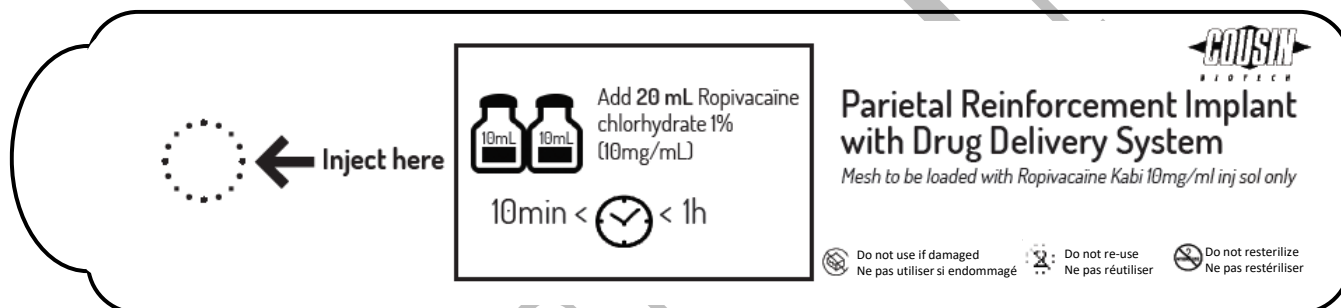 Inject here
10mL 10mL
Add 20 mL Ropivacaïne
chlorhydrate 1%
(10mg/mL)
10min < < 1h
COUSIN
BIOTECH
Parietal Reinforcement Implant
with Drug Delivery System
Mesh to be loaded with Ropivacaïne Kabi 10mg/ml inj sol only
Do not use if damaged
Ne pas utiliser si endommagé
Do not re-use
Ne pas réutiliser
Do not resterilize
Ne pas restériliser